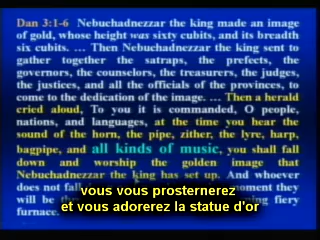 Dan 3:1-6 Nebuchadnezzar the king made an image
of gold, whose height was sixty cubits, and its breadth
six cubits. … Then Nebuchadnezzar the king sent to
gather together the satraps, the prefects, the
governors, the counselors, the treasurers, the judges,
the justices, and all the officials of the provinces, to
come to the dedication of the image. … Then a herald
cried aloud, To you it is commanded, O people,
nations, and languages, at the time you hear the
sound of the horn, the pipe, zither, the lyre, harp,
bagpipe, and all kinds of music, you shall fall
down and worship the golden image that
Nebuchadnezzar the king has set up. And whoever
does not fall moment they
will be ing fiery
furnace.
vous vous prosternerez
et vous adorerez la statue d'or